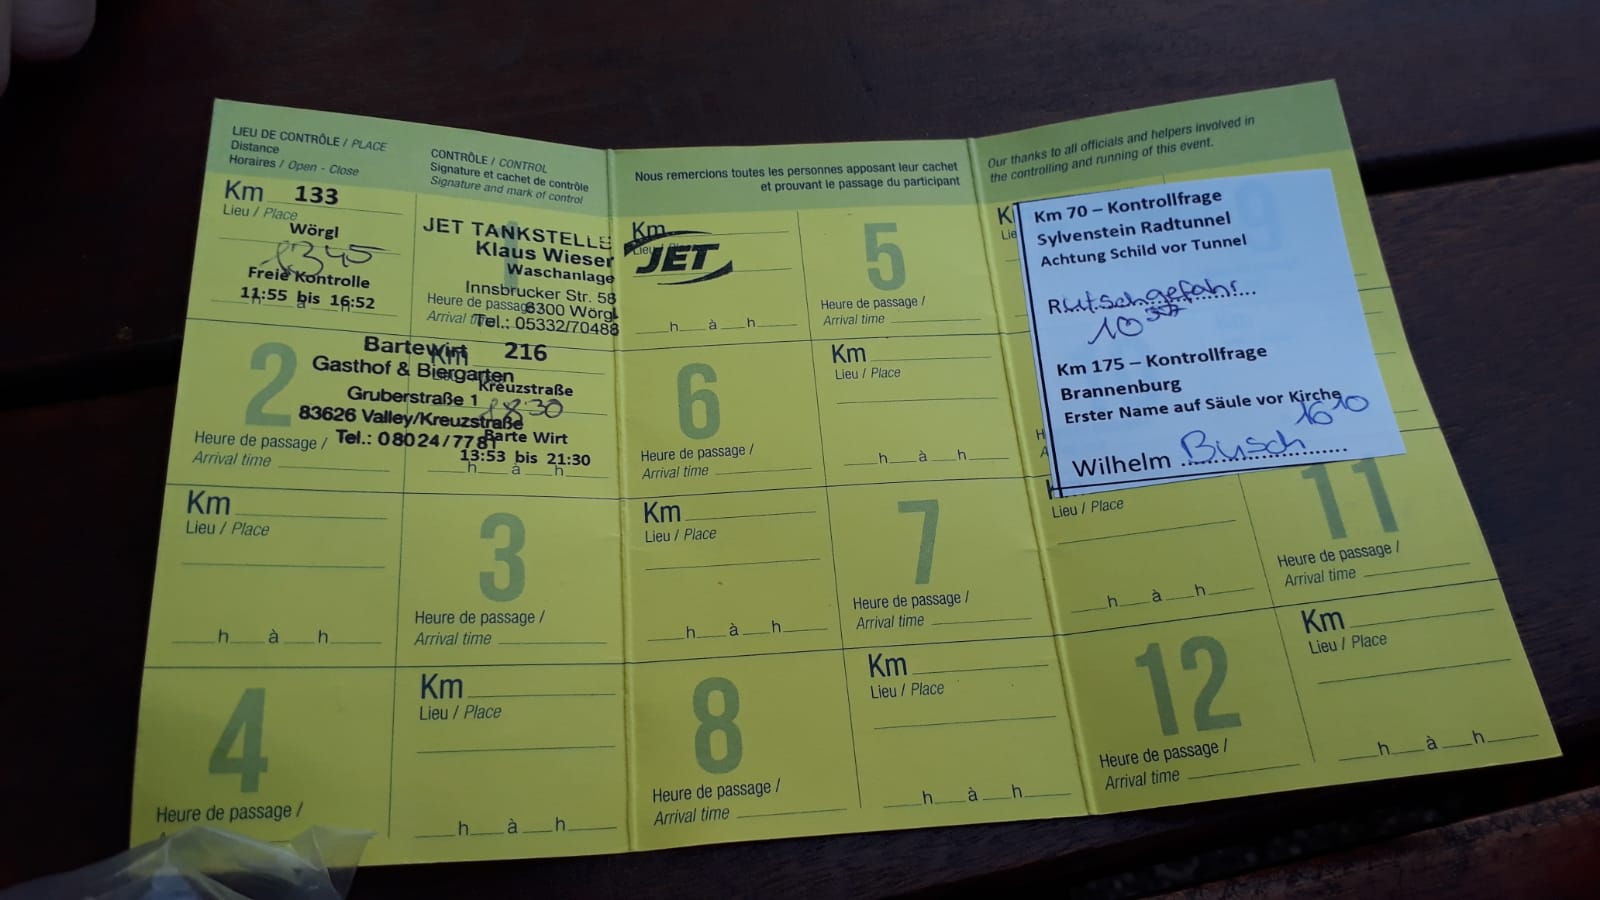 LIEU DE CONTRÔLE / PLACE
Distance
Horaires / Open - Close
CONTRÔLE / CONTROL
Signature et cachet de contrôle
Signature and mark of control
Km 133
Lieu / Place
Wörgl
1345
Freie Kontrolle
11:55 bis 16:52
h à h
1
JET TANKSTELLE
Klaus Wieser
Waschanlage
Innsbrucker Str. 58
Heure de passage
6300 Wörgl
Arrival
Tel.: 05332/70488
2
Heure de passage /
Arrival time
Km 216
BarteWirt
Gasthof & Biergarten
Kreuzstraße
Gruberstraße 1
1830
83626 Valley/Kreuzstraße
Tel.: 08024/7781
Barte Wirt
13:53 bis 21:30
h à h
Km
Lieu / Place
h à h
3
Heure de passage /
Arrival time
4
Heure de passage /
Km
Lieu / Place
h à h
Nous remercions toutes les personnes apposant leur cachet
et prouvant le passage du participant
Km
JET
h à h
5
Heure de passage /
Arrival time
6
Heure de passage /
Arrival time
Km
Lieu / Place
h à h
Km
Lieu / Place
h à h
7
Heure de passage /
Arrival time
8
Heure de passage /
Arrival time
Km
Lieu / Place
h à h
Our thanks to all officials and helpers involved in
the controlling and running of this event.
9
Km 70 – Kontrollfrage
Sylvenstein Radtunnel
Achtung Schild vor Tunnel
Rutschgefahr
Km 175 – Kontrollfrage
Brannenburg
Erster Name auf Säule vor Kirche
1610
Wilhelm Busch
Lieu / Place
h à h
11
Heure de passage /
Arrival time
12
Heure de passage /
Arrival time
Km
Lieu / Place
h à h